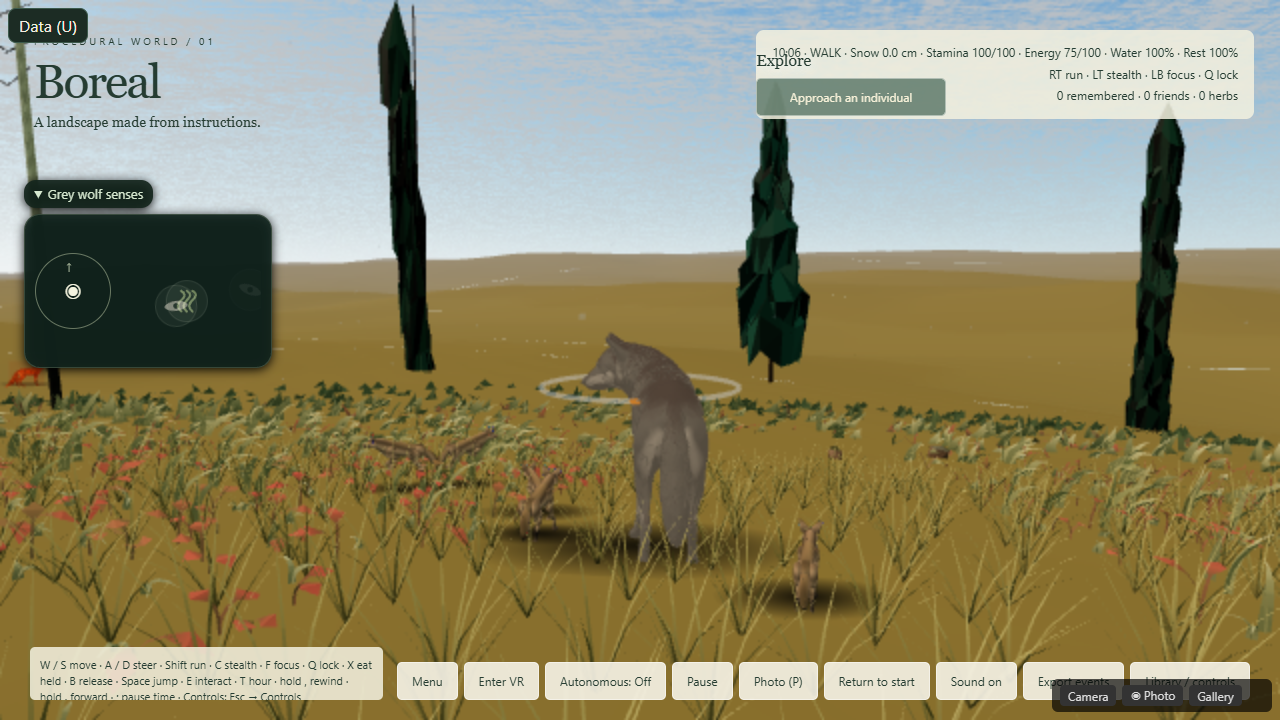 Data (U)
PROCEDURAL WORLD / 01
Boreal
A landscape made from instructions.
10:06 · WALK · Snow 0.0 cm · Stamina 100/100 · Energy 75/100 · Water 100% · Rest 100%
Explore
RT run · LT stealth · LB focus · Q lock
Approach an individual
0 remembered · 0 friends · 0 herbs
▼ Grey wolf senses
↑
W / S move · A / D steer · Shift run · C stealth · F focus · Q lock · X eat
held · B release · Space jump · E interact · T hour · hold , rewind ·
hold . forward · ; pause time · Controls: Esc → Controls
Menu
Enter VR
Autonomous: Off
Pause
Photo (P)
Return to start
Sound on
Export events
Library / controls
Camera
◉ Photo
Gallery